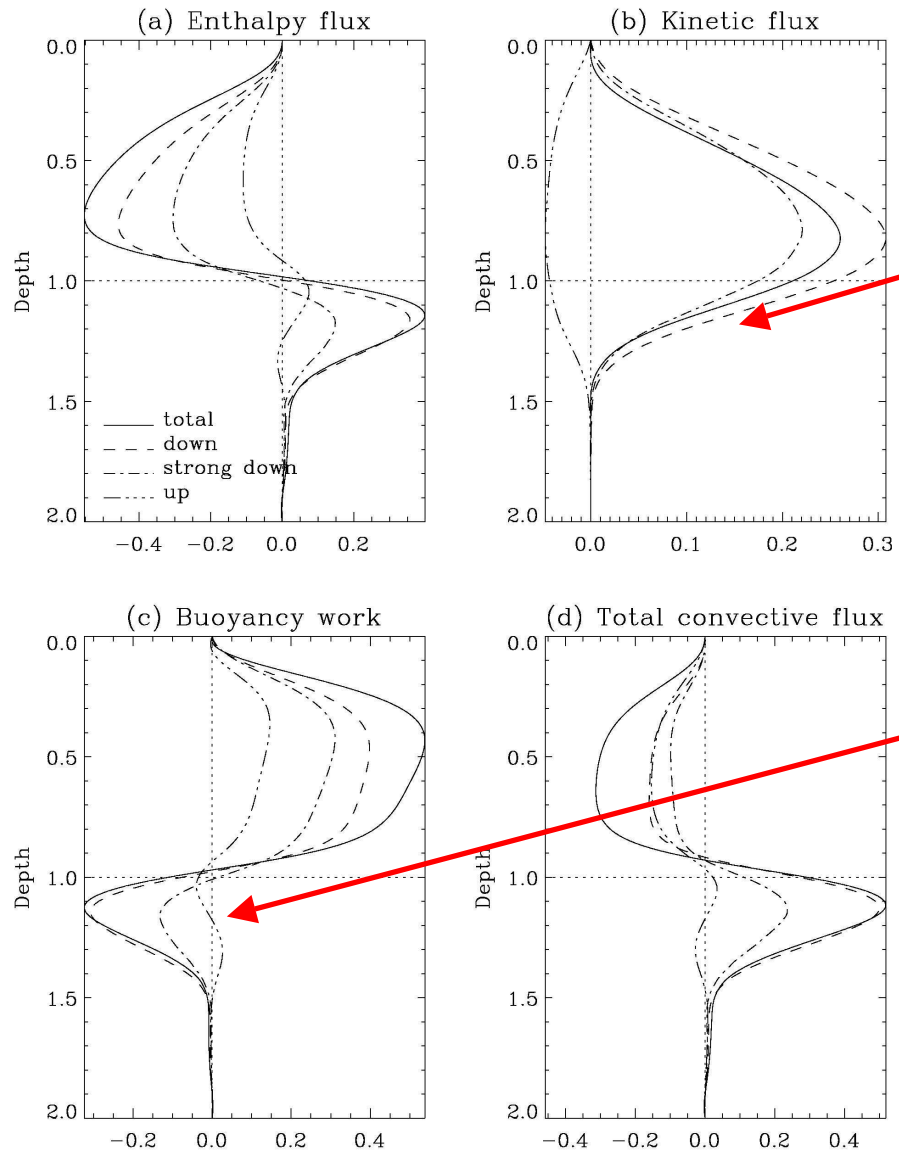 (a) Enthalpy flux
(b) Kinetic flux
0.0
0.5
1.0
1.5
2.0
Depth
total
down
strong down
up
−0.4 −0.2 0.0 0.2
0.0
0.5
1.0
1.5
2.0
Depth
0.0 0.1 0.2 0.3
(c) Buoyancy work
(d) Total convective flux
0.0
0.5
1.0
1.5
2.0
Depth
−0.2 0.0 0.2 0.4
0.0
0.5
1.0
1.5
2.0
Depth
−0.4 −0.2 0.0 0.2 0.4